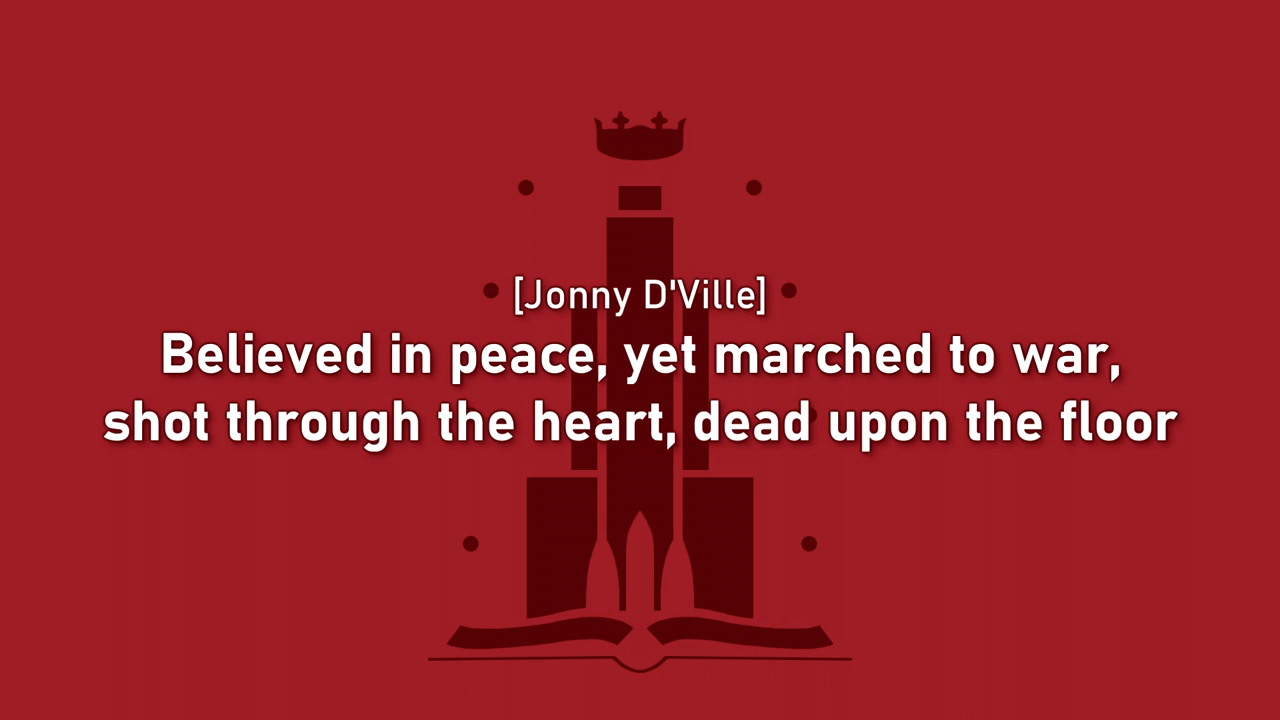 [Jonny D'Ville]
Believed in peace, yet marched to war,
shot through the heart, dead upon the floor